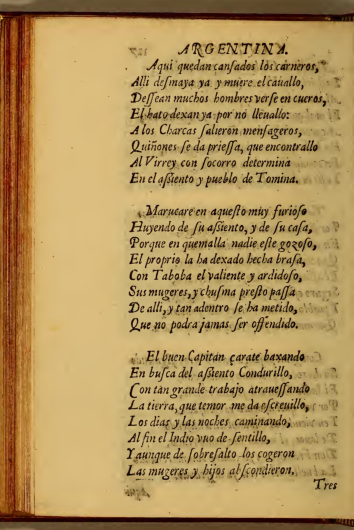 ARGENTINA.
Aqui quedan cansados los carneros,
Alli desmaya ya y muere el cauallo,
Dessean muchos hombres verse en cueros,
El hato dexan ya por no lleuallo:
A los Charcas salieron mensageros,
Quiñones se da priessa, que encontrallo
Al Virrey con socorro determina
En el assiento y pueblo de Tomina.
Marucare en aquesto muy furioso
Huyendo de su assiento, y de su casa,
Porque en quemalla nadie este gozoso,
El proprio la ha dexado hecha brasa,
Con Taboba el valiente y ardidoso,
Sus mugeres, y chusma presto passa
De alli, y tan adentro se ha metido,
Que no podra jamas ser offendido.
El buen Capitan çarate baxando
En busca del assiento Condurillo,
Con tan grande trabajo atrauessando
La tierra, que temor me da escreuillo,
Los dias y las noches caminando,
Al fin el Indio vuo de sentillo,
Y aunque de sobresalto los cogeron
Las mugeres y hijos abscondieron.
Tres